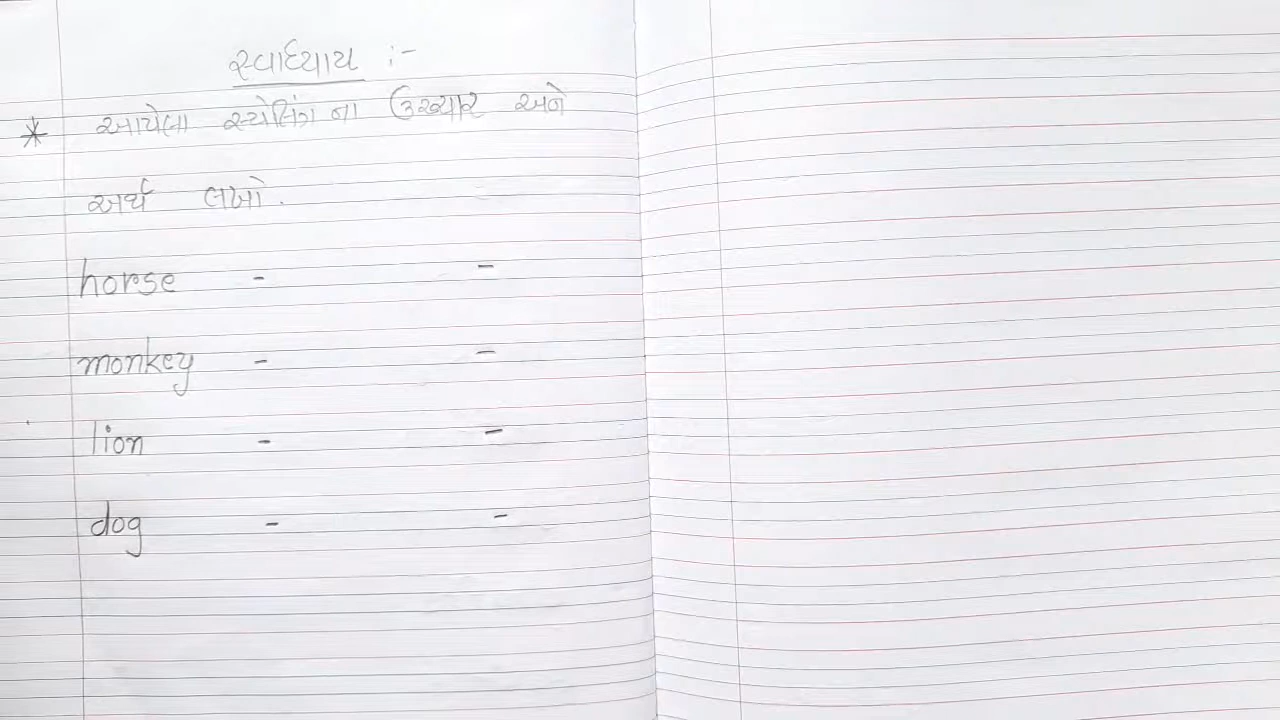 સ્વાધ્યાય :-
* આપેલા સ્પેલિંગ ના ઉચ્ચાર અને
અર્થ લખો.
horse - -
monkey - -
lion - -
dog - -